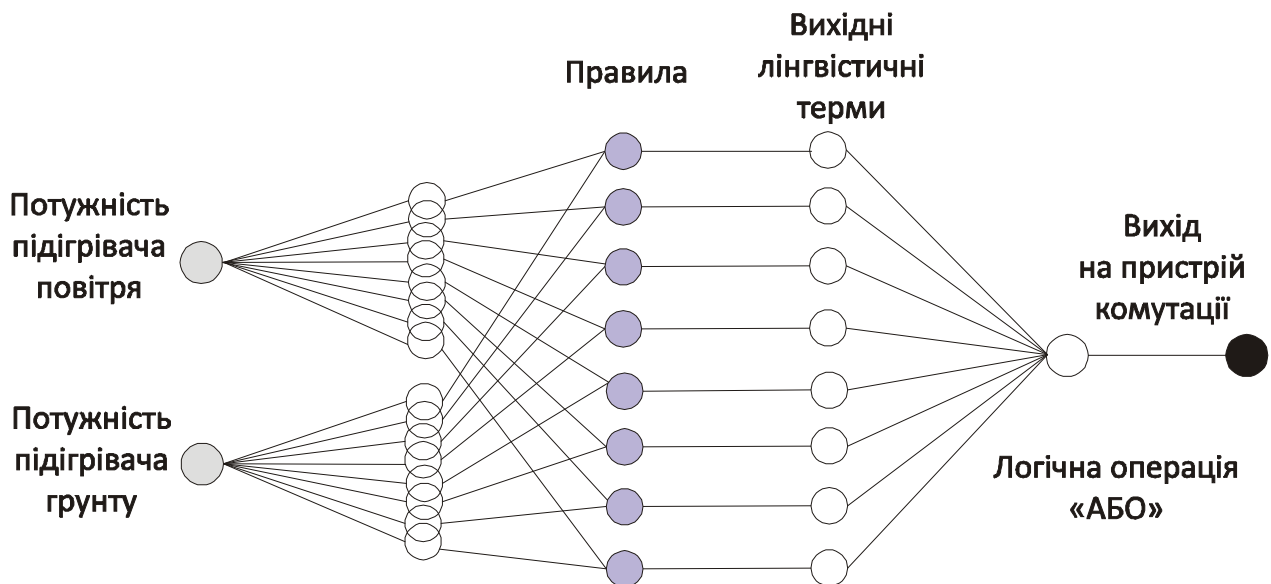 Потужність
підігрівача
повітря
Потужність
підігрівача
грунту
Правила
Вихідні
лінгвістичні
терми
Вихід
на пристрій
комутації
Логічна операція
«АБО»